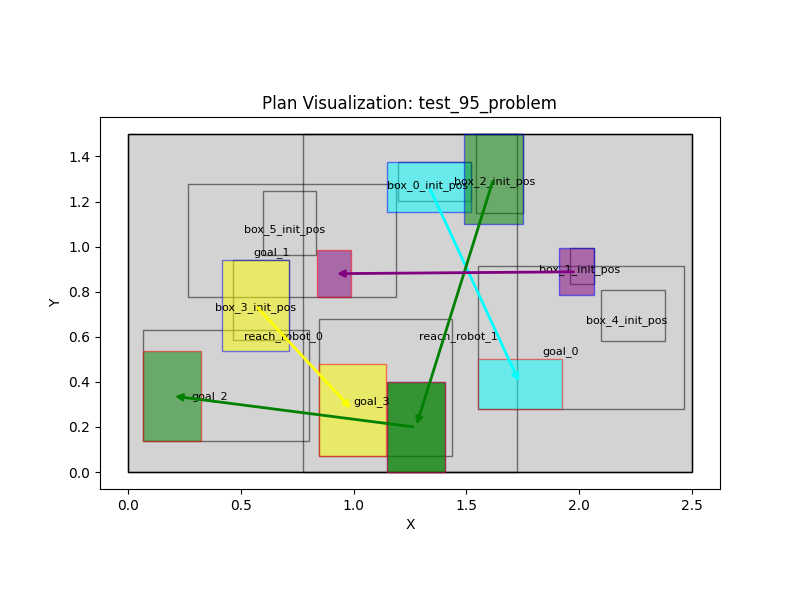 Plan Visualization: test_95_problem
Y
1.4
1.2
1.0
0.8
0.6
0.4
0.2
0.0
box_0_init_pos
box_2_init_pos
box_5_init_pos
goal_1
box_1_init_pos
box_3_init_pos
box_4_init_pos
reach_robot_0
reach_robot_1
goal_0
goal_2
goal_3
0.0
0.5
1.0
1.5
2.0
2.5
X